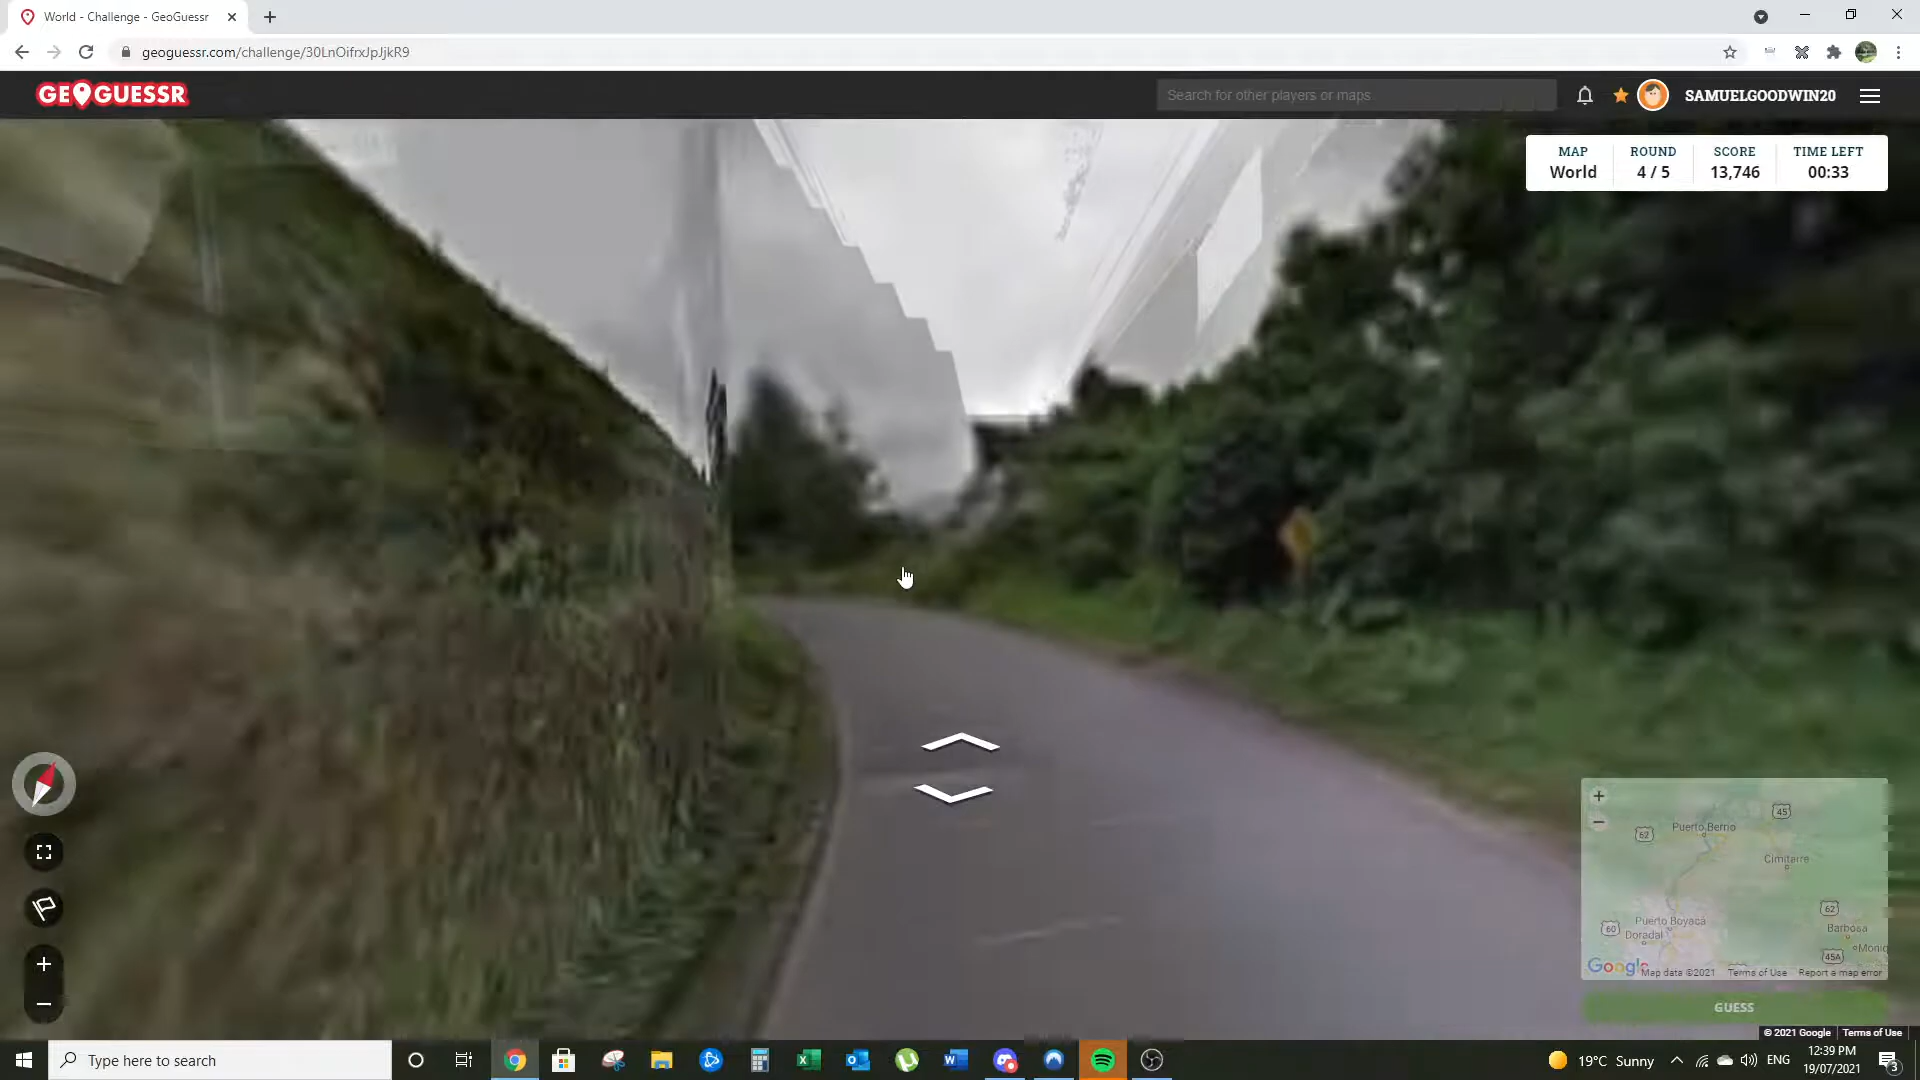 World - Challenge - GeoGuessr
geoguessr.com/challenge/30LnOifrxJpJjkR9
GEOGUESSR
Search for other players or maps
SAMUELGOODWIN20
MAP ROUND SCORE TIME LEFT
World 4 / 5 13,746 00:33
45
Puerto Berrío
62
Cimitarra
62
Puerto Boyacá
60
Doradal
Barbosa
Moniq
45A
Google
Map data ©2021 Terms of Use Report a map error
GUESS
© 2021 Google Terms of Use
Type here to search
19°C Sunny
ENG
12:39 PM
19/07/2021
3